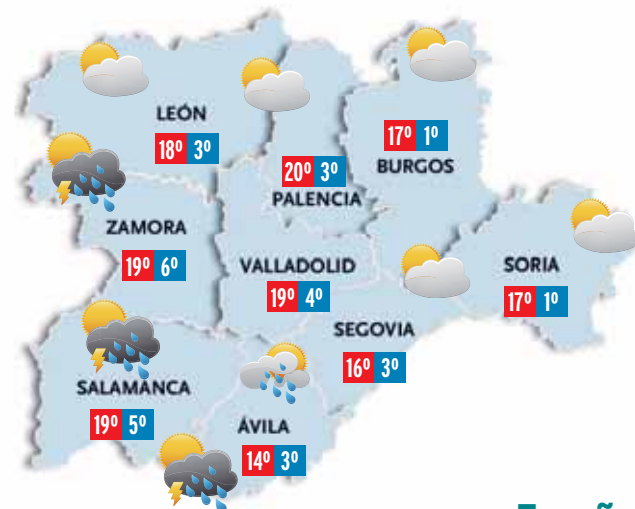 LEÓN
18º 3º
17º 1º
BURGOS
20º 3º
PALENCIA
ZAMORA
19º 6º
VALLADOLID
19º 4º
SORIA
17º 1º
SEGOVIA
16º 3º
SALAMANCA
19º 5º
ÁVILA
14º 3º